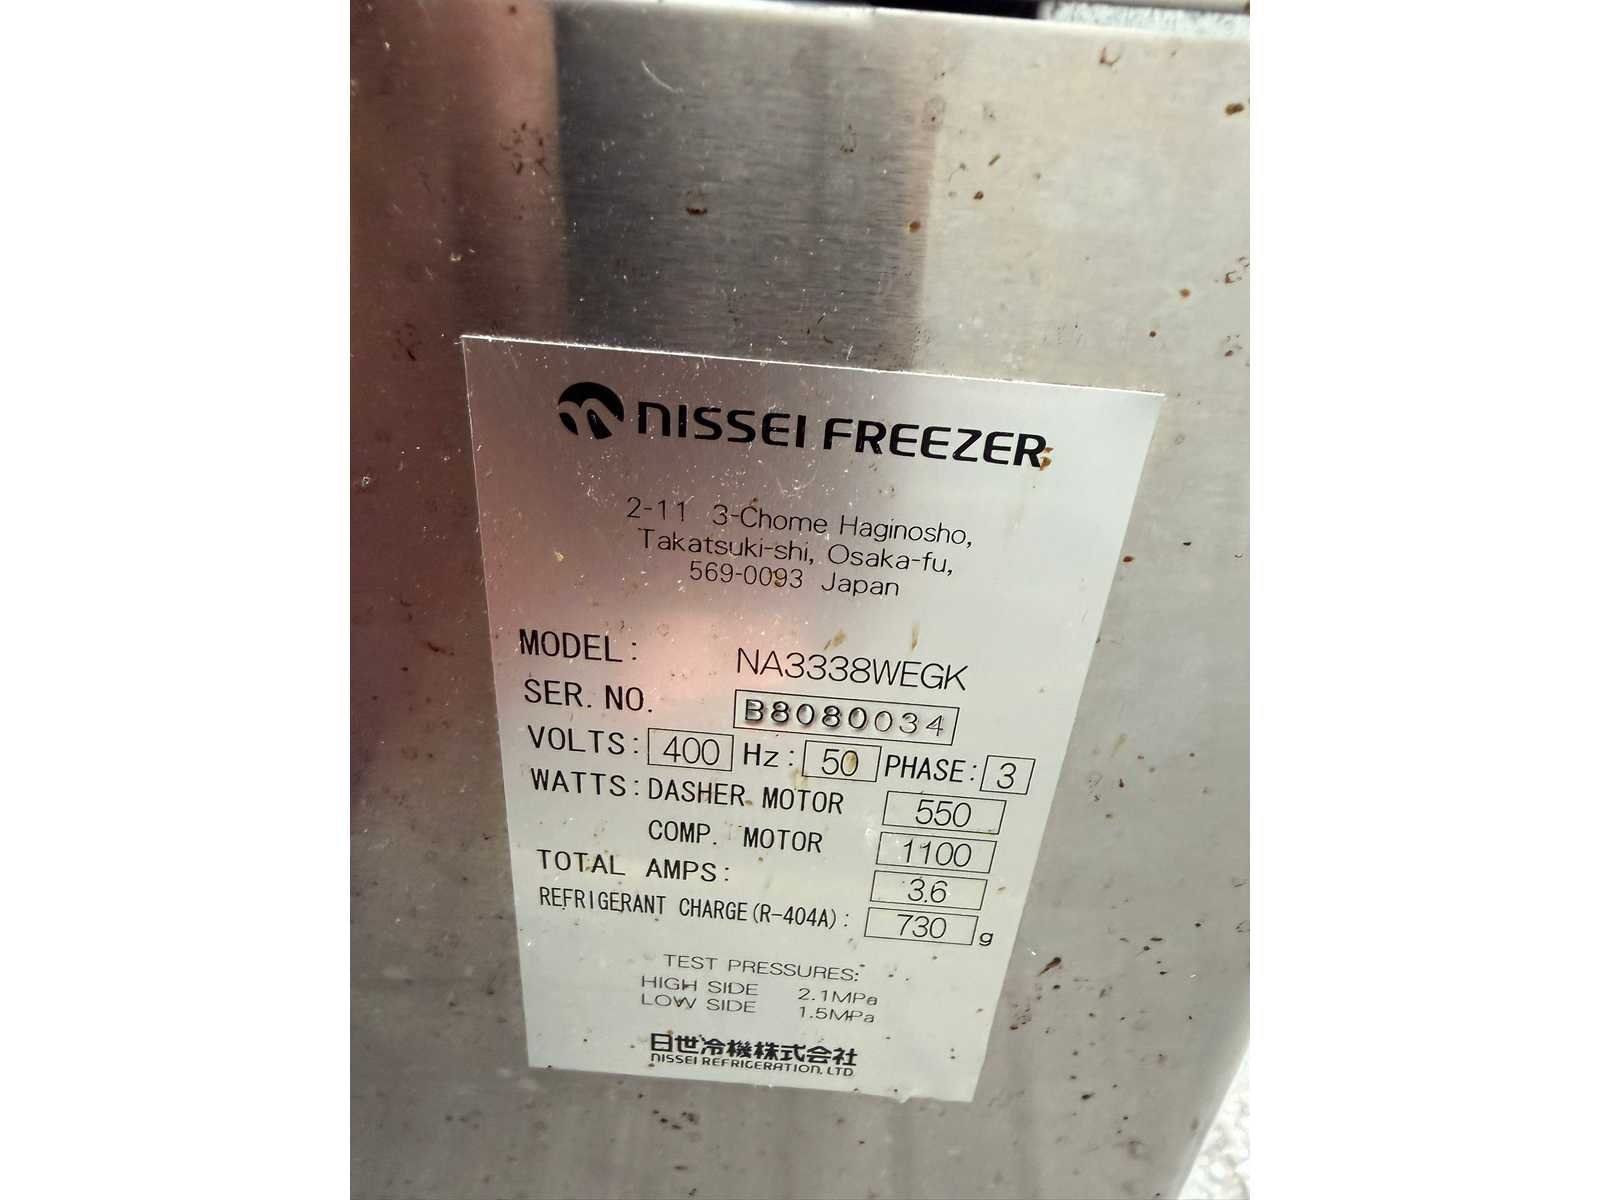 NISSEI FREEZER
2-11 3-Chome Haginosho,
Takatsuki-shi, Osaka-fu,
569-0093 Japan
MODEL: NA3338WEGK
SER. NO. B8080034
VOLTS: 400 Hz: 50 PHASE: 3
WATTS: DASHER MOTOR 550
COMP. MOTOR 1100
TOTAL AMPS: 3.6
REFRIGERANT CHARGE(R-404A): 730 g
TEST PRESSURES:
HIGH SIDE 2.1MPa
LOW SIDE 1.5MPa
日世冷機株式会社
NISSEI REFRIGERATION, LTD